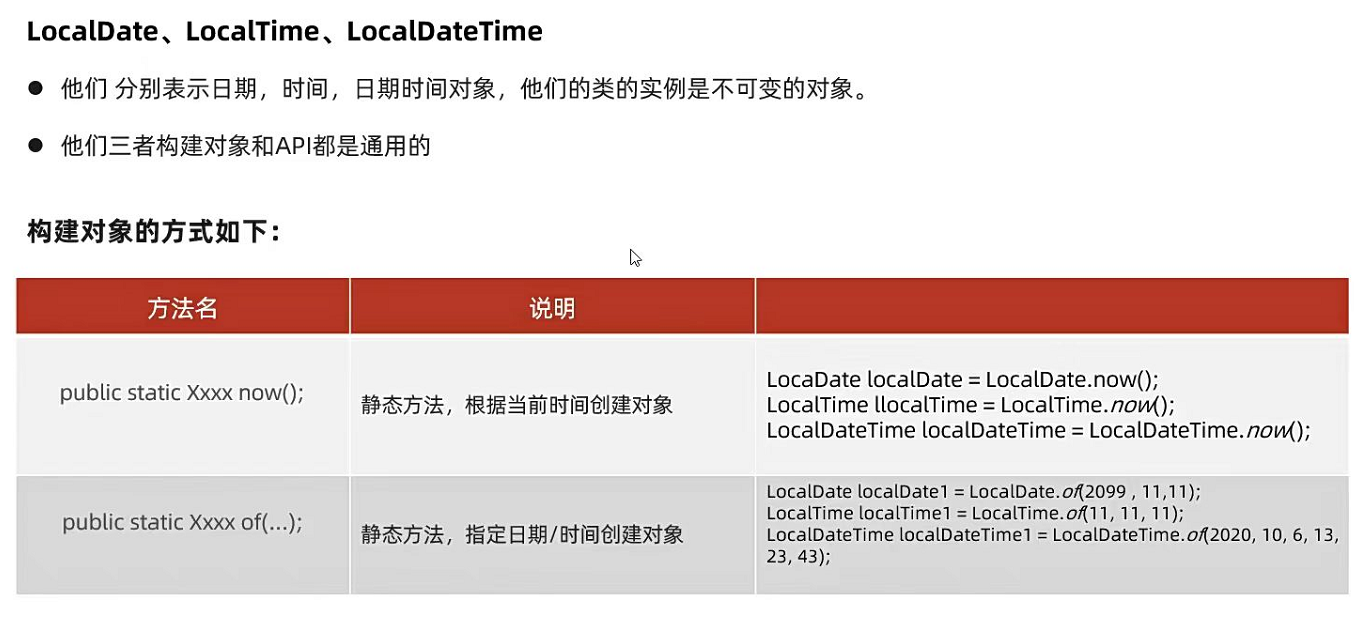 LocalDate、LocalTime、LocalDateTime
● 他们 分别表示日期，时间，日期时间对象，他们的类的实例是不可变的对象。
● 他们三者构建对象和API都是通用的
构建对象的方式如下：
方法名 说明
public static Xxxx now();
静态方法，根据当前时间创建对象
LocaDate localDate = LocalDate.now();
LocalTime llocalTime = LocalTime.now();
LocalDateTime localDateTime = LocalDateTime.now();
public static Xxxx of(...);
静态方法，指定日期/时间创建对象
LocalDate localDate1 = LocalDate.of(2099 , 11,11);
LocalTime localTime1 = LocalTime.of(11, 11, 11);
LocalDateTime localDateTime1 = LocalDateTime.of(2020, 10, 6, 13,
23, 43);